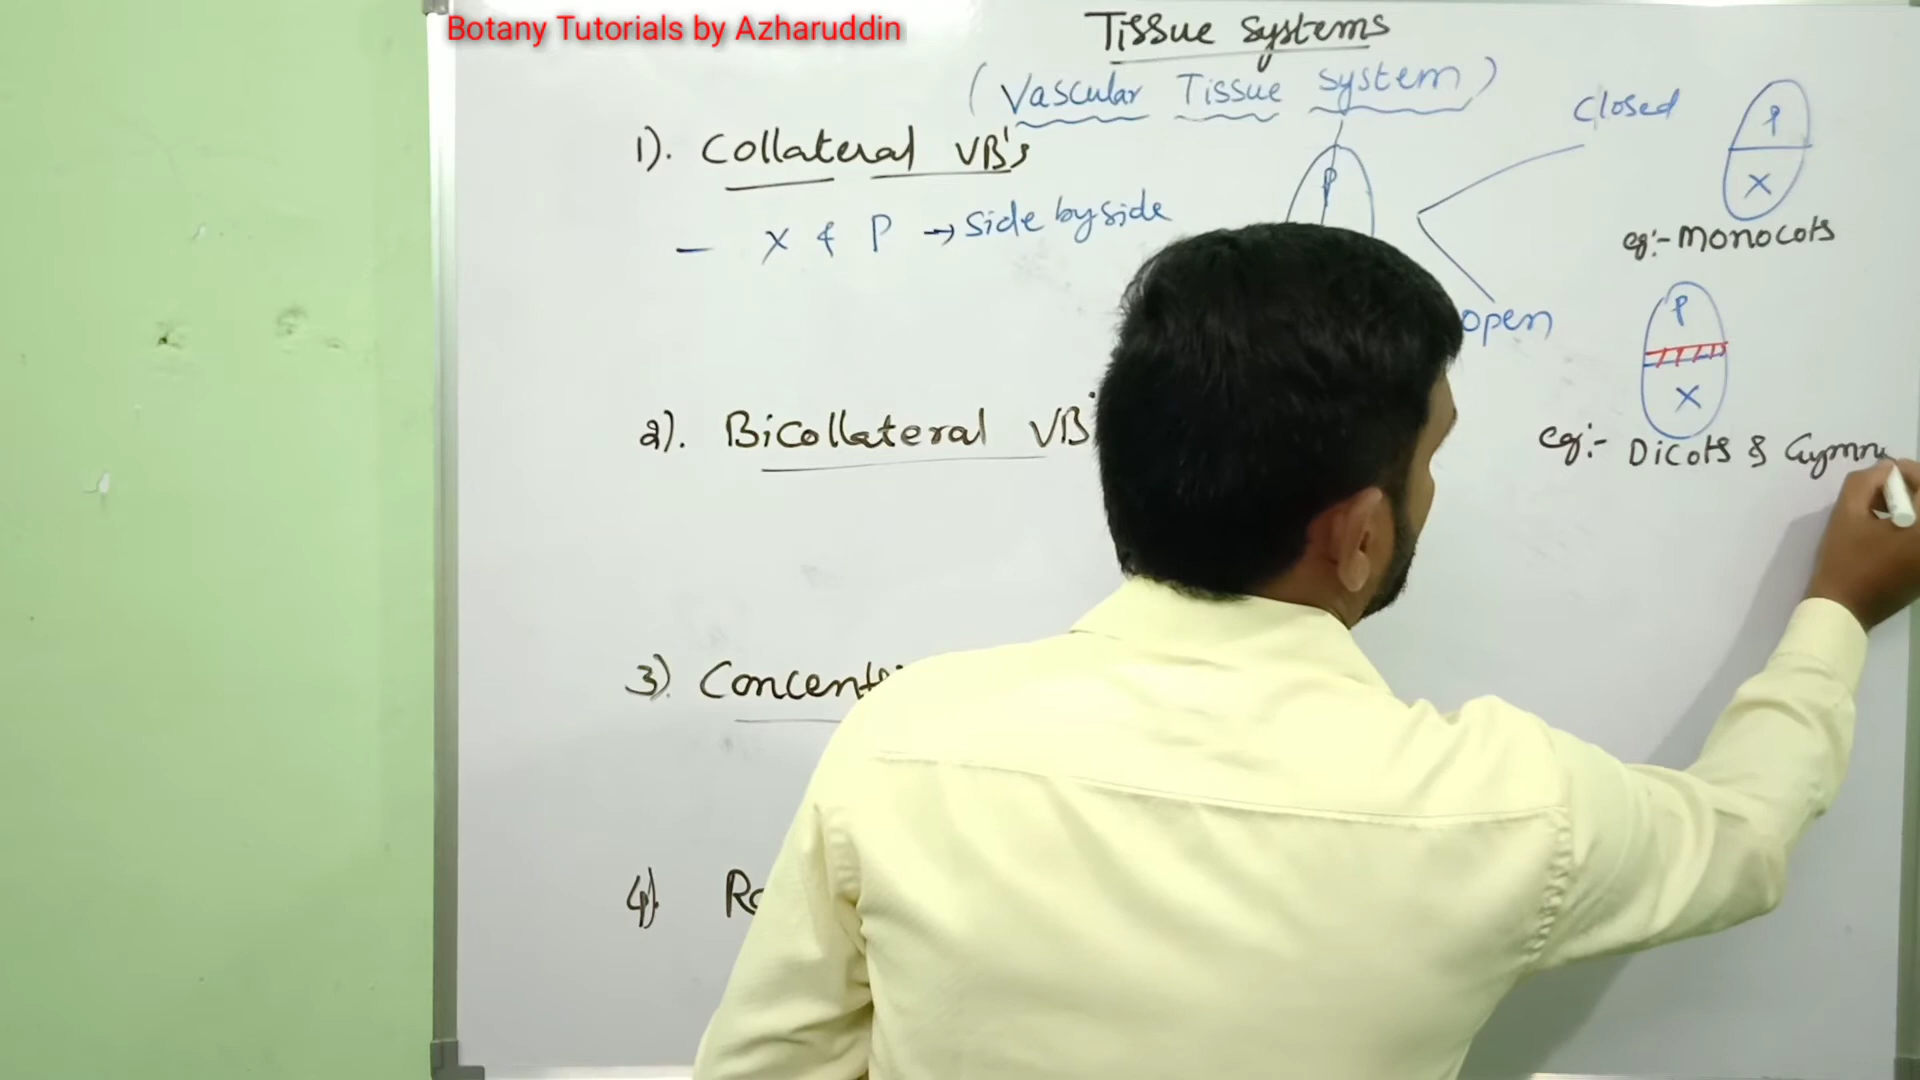 Botany Tutorials by Azharuddin
Tissue Systems
(Vascular Tissue System)
1). Collateral VB's
- X & P → Side by side
P
Closed
P
X
eg:- Monocots
open
P
X
eg:- Dicots & Gymn
2). Bicollateral VB'
3). Concent
4). Ra